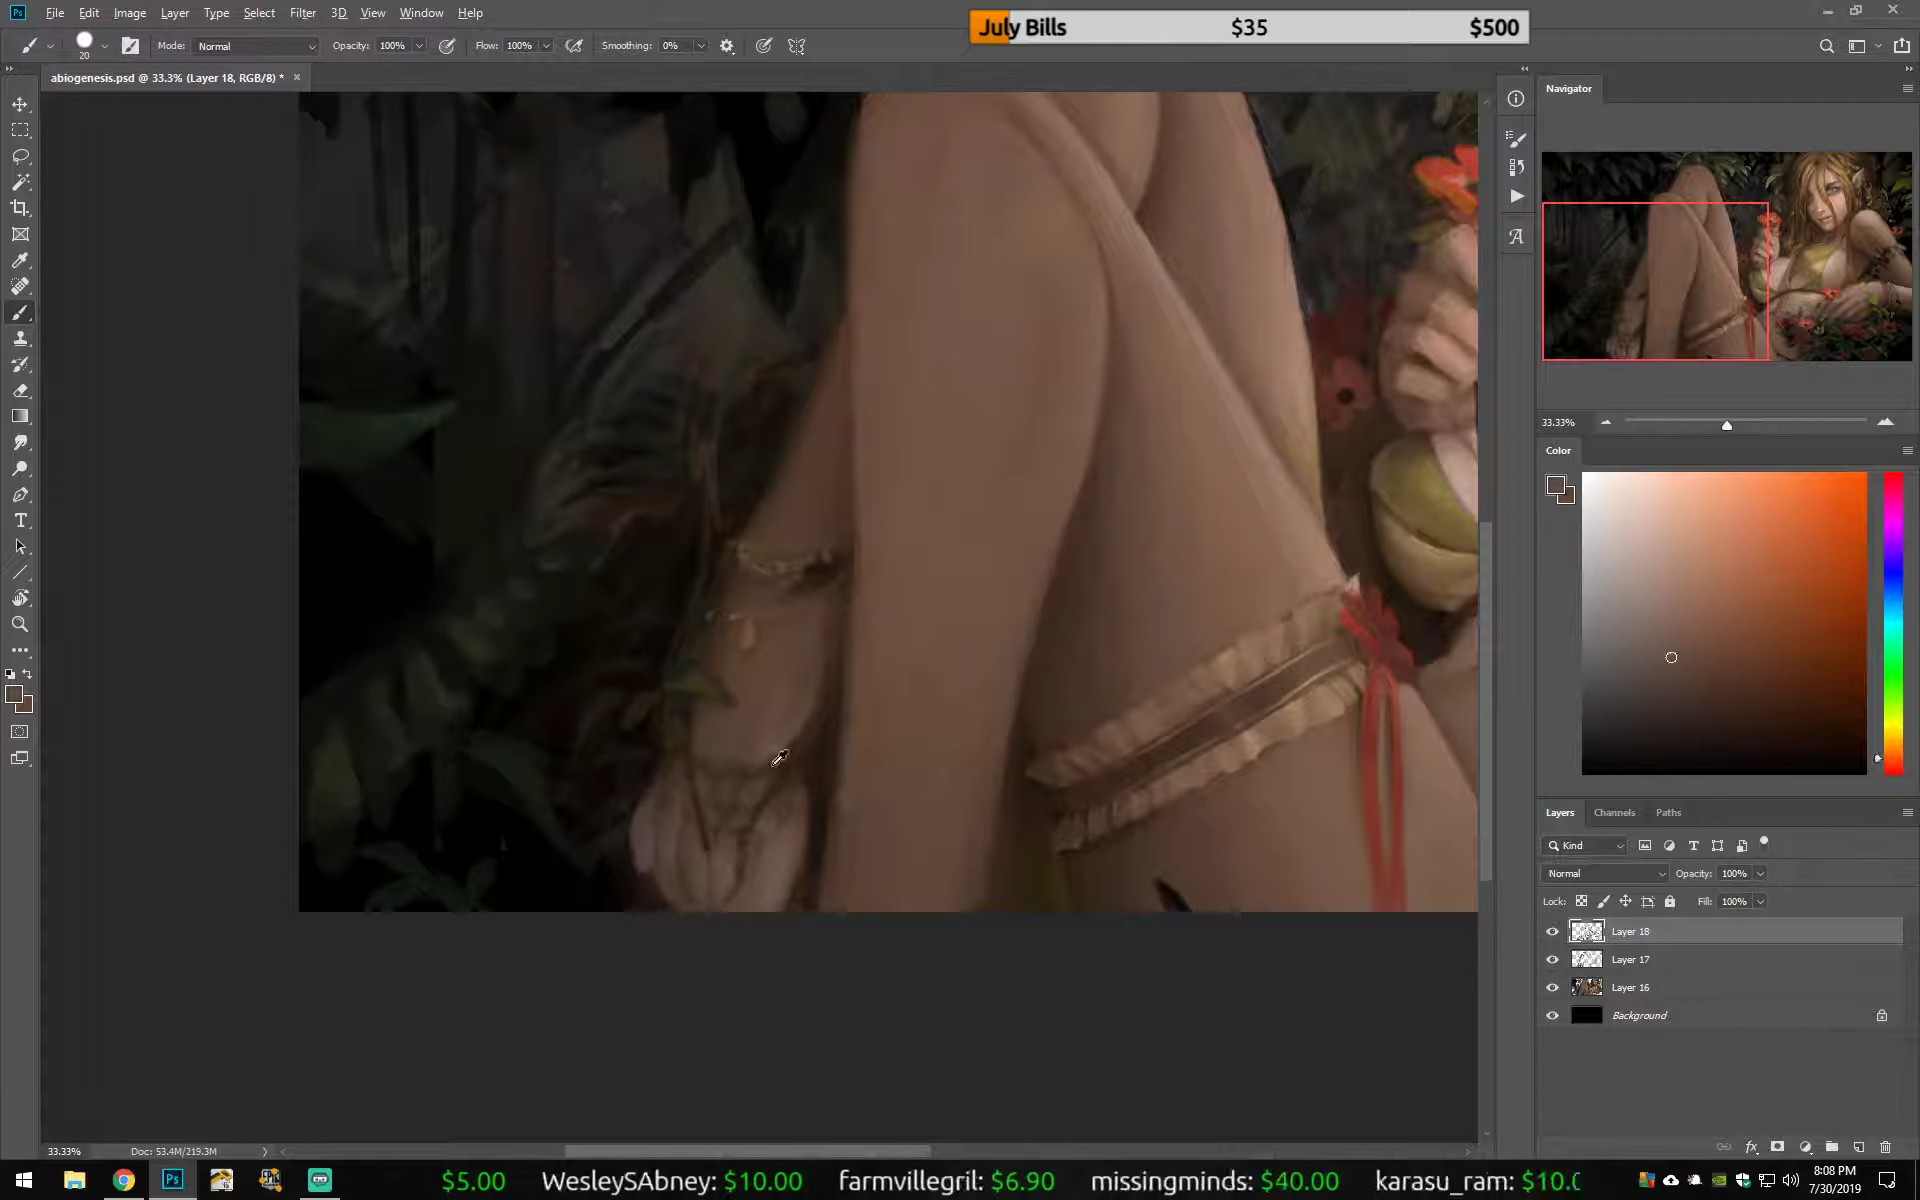 Ps File Edit Image Layer Type Select Filter 3D View Window Help
July Bills $35 $500
20 Mode: Normal Opacity: 100% Flow: 100% Smoothing: 0%
abiogenesis.psd @ 33.3% (Layer 18, RGB/8) *
Navigator
20
33.33%
Color
Layers Channels Paths
Kind
Normal Opacity: 100%
Lock: Fill: 100%
Layer 18
Layer 17
Layer 16
Background
33.33% Doc: 53.4M/219.3M
$5.00 WesleySAbney: $10.00 farmvillegril: $6.90 missingminds: $40.00 karasu_ram: $10.0
8:08 PM
7/30/2019